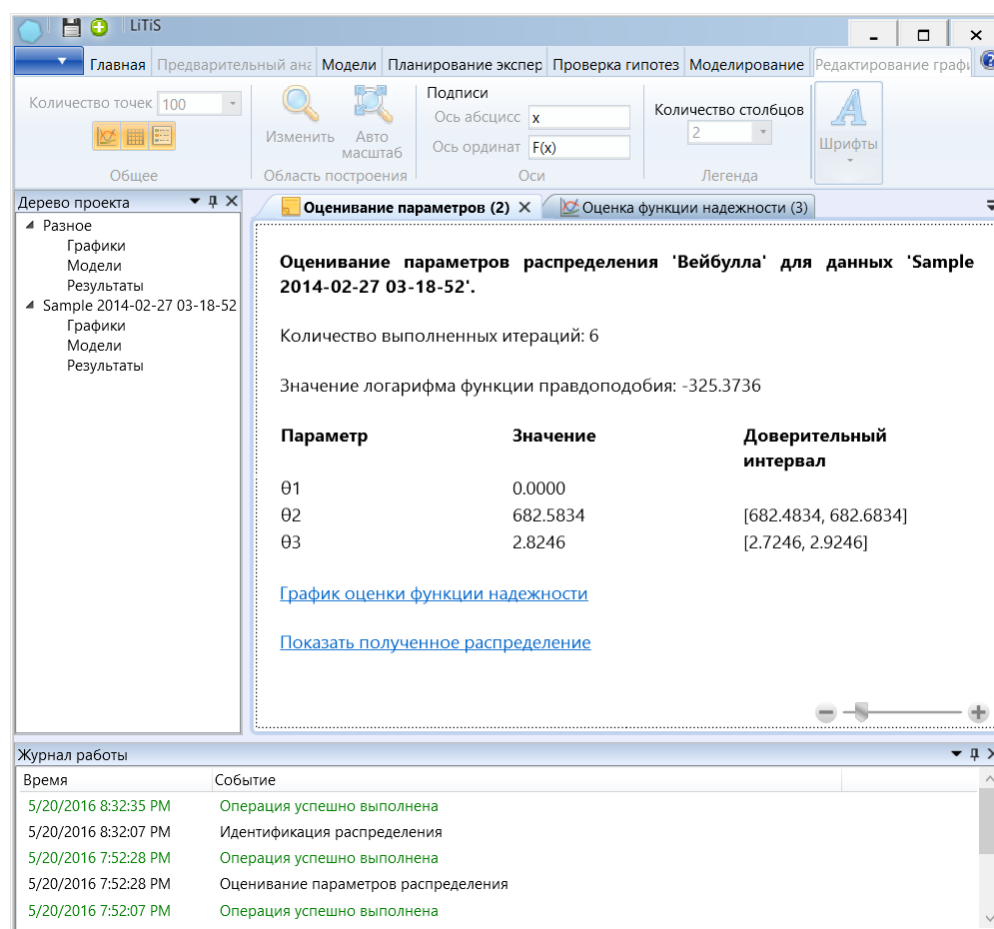 LiTiS
Главная Предварительный ана Модели Планирование экспер Проверка гипотез Моделирование Редактирование графи
Количество точек 100
Общее
Изменить Авто масштаб
Область построения
Подписи
Ось абсцисс x
Ось ординат F(x)
Оси
Количество столбцов
2
Легенда
Шрифты
Дерево проекта
Разное
Графики
Модели
Результаты
Sample 2014-02-27 03-18-52
Графики
Модели
Результаты
Оценивание параметров (2) Оценка функции надежности (3)
Оценивание параметров распределения 'Вейбулла' для данных 'Sample
2014-02-27 03-18-52'.
Количество выполненных итераций: 6
Значение логарифма функции правдоподобия: -325.3736
Параметр Значение Доверительный
интервал
θ1 0.0000
θ2 682.5834 [682.4834, 682.6834]
θ3 2.8246 [2.7246, 2.9246]
График оценки функции надежности
Показать полученное распределение
Журнал работы
Время Событие
5/20/2016 8:32:35 PM Операция успешно выполнена
5/20/2016 8:32:07 PM Идентификация распределения
5/20/2016 7:52:28 PM Операция успешно выполнена
5/20/2016 7:52:28 PM Оценивание параметров распределения
5/20/2016 7:52:07 PM Операция успешно выполнена